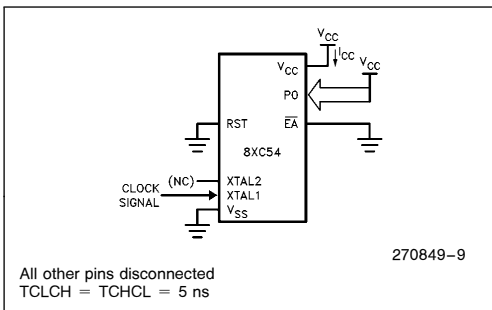 VCC
ICC
VCC
VCC
P0
RST
EA
8XC54
(NC)
XTAL2
CLOCK SIGNAL
XTAL1
VSS
270849-9
All other pins disconnected
TCLCH = TCHCL = 5 ns